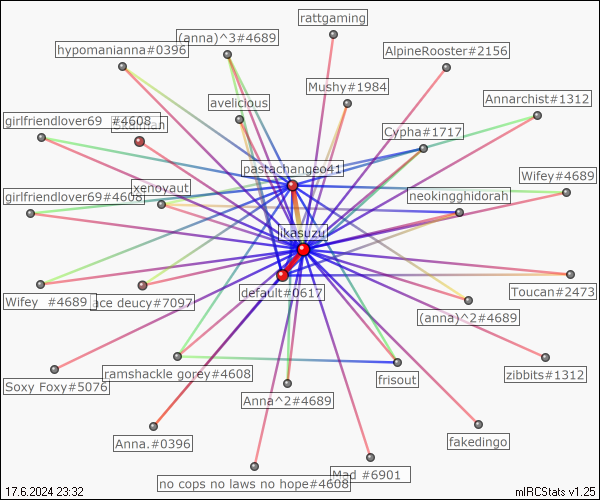 rattgaming
(anna)^3#4689
hypomanianna#0396
AlpineRooster#2156
Mushy#1984
avelicious
Annarchist#1312
girlfriendlover69  #4608
Cypha#1717
pastachangeo41
Wifey#4689
xenoyaut
girlfriendlover69#4608
neokingghidorah
ikasuzu
default#0617
Toucan#2473
Wifey  #4689
ace deucy#7097
(anna)^2#4689
ramshackle gorey#4608
frisout
zibbits#1312
Soxy Foxy#5076
Anna^2#4689
Anna.#0396
fakedingo
Mad #6901
no cops no laws no hope#4608
17.6.2024 23:32
mIRCStats v1.25